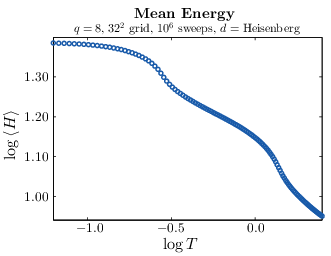 Mean Energy
q = 8, 32² grid, 10⁶ sweeps, d = Heisenberg
log ⟨H⟩
1.30
1.20
1.10
1.00
−1.0
−0.5
0.0
log T